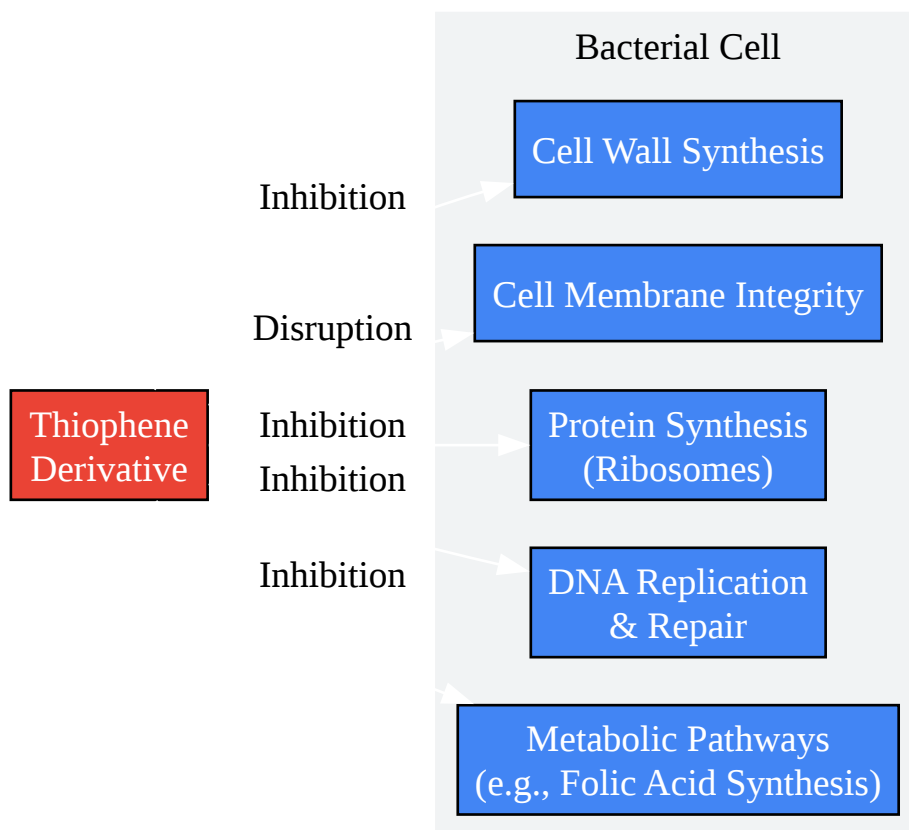 Bacterial Cell
Cell Wall Synthesis
Inhibition
Cell Membrane Integrity
Disruption
Thiophene
Derivative
Inhibition
Inhibition
Protein Synthesis
(Ribosomes)
Inhibition
DNA Replication
& Repair
Metabolic Pathways
(e.g., Folic Acid Synthesis)